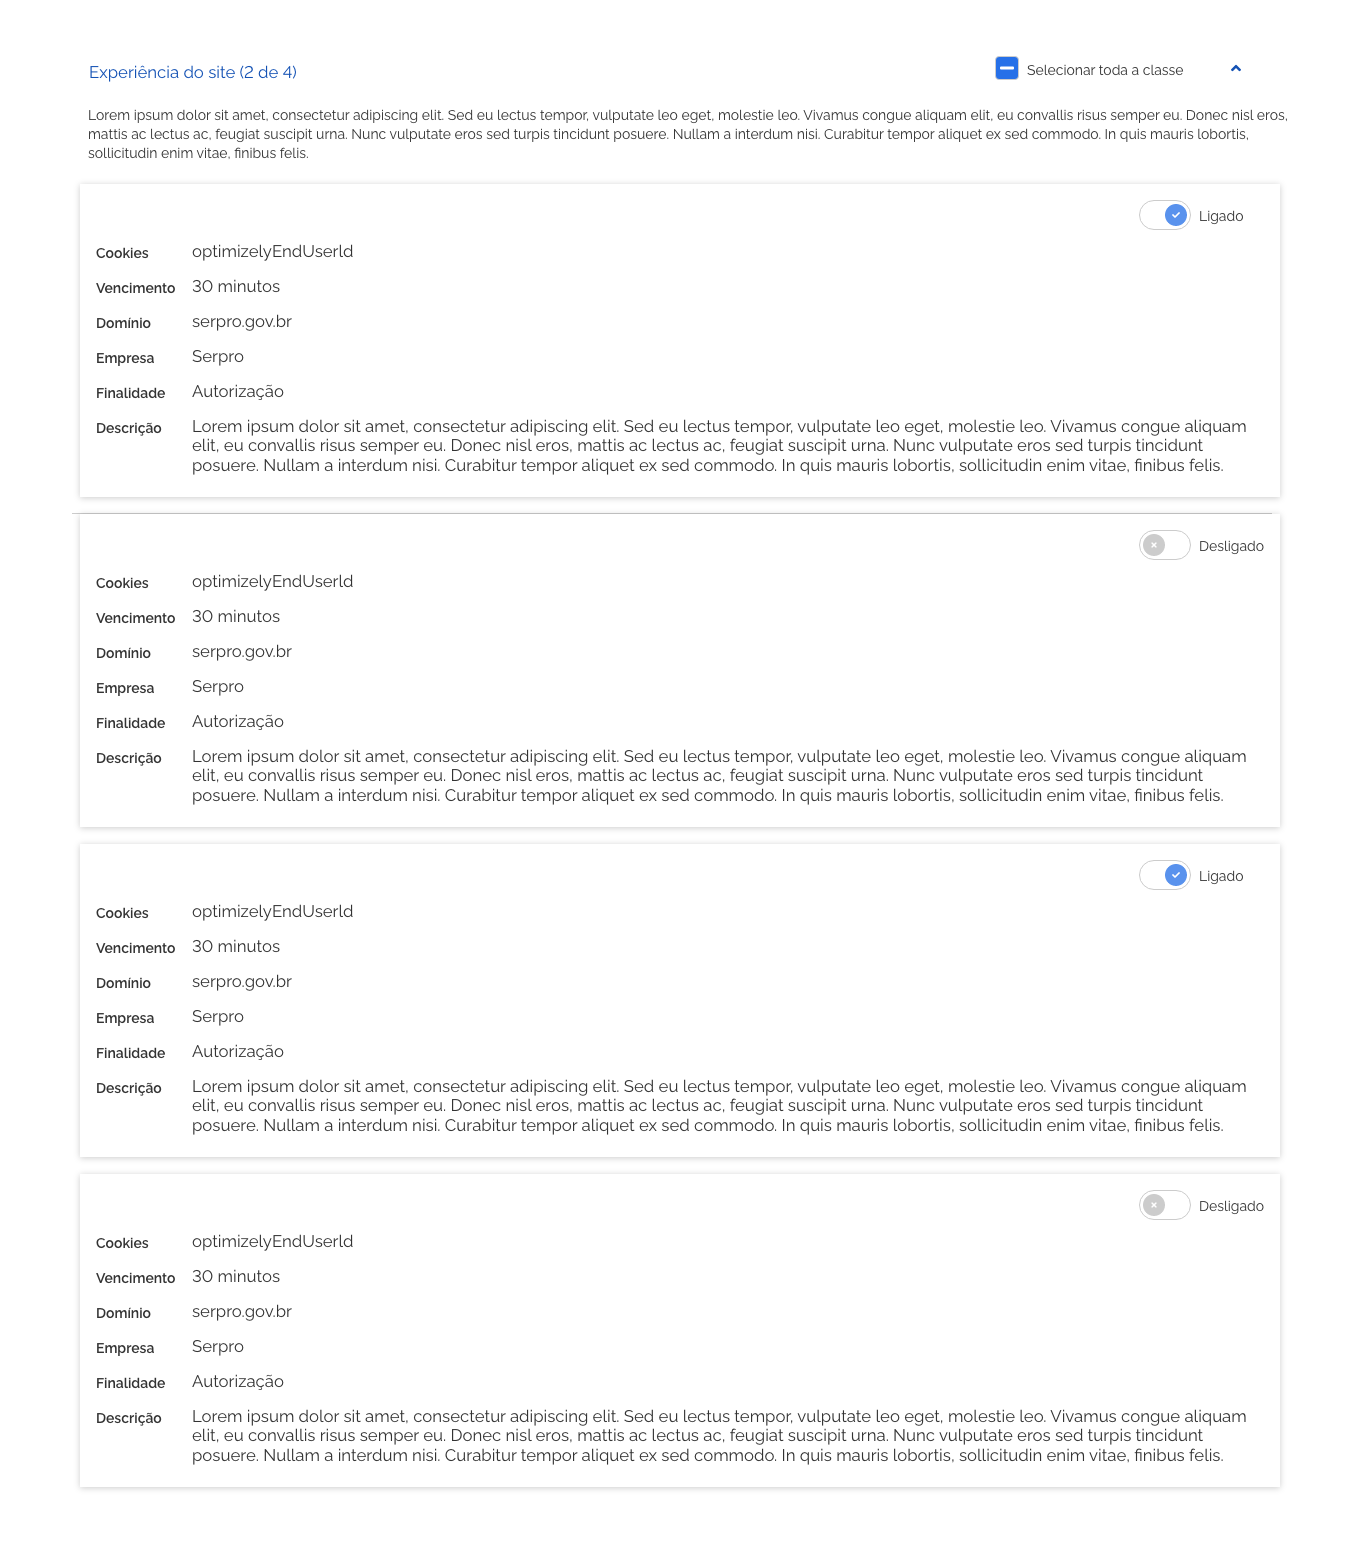 Experiência do site (2 de 4)
Selecionar toda a classe
Lorem ipsum dolor sit amet, consectetur adipiscing elit. Sed eu lectus tempor, vulputate leo eget, molestie leo. Vivamus congue aliquam elit, eu convallis risus semper eu. Donec nisl eros,
mattis ac lectus ac, feugiat suscipit urna. Nunc vulputate eros sed turpis tincidunt posuere. Nullam a interdum nisi. Curabitur tempor aliquet ex sed commodo. In quis mauris lobortis,
sollicitudin enim vitae, finibus felis.
Ligado
Cookies optimizelyEndUserld
Vencimento 30 minutos
Domínio serpro.gov.br
Empresa Serpro
Finalidade Autorização
Descrição Lorem ipsum dolor sit amet, consectetur adipiscing elit. Sed eu lectus tempor, vulputate leo eget, molestie leo. Vivamus congue aliquam
elit, eu convallis risus semper eu. Donec nisl eros, mattis ac lectus ac, feugiat suscipit urna. Nunc vulputate eros sed turpis tincidunt
posuere. Nullam a interdum nisi. Curabitur tempor aliquet ex sed commodo. In quis mauris lobortis, sollicitudin enim vitae, finibus felis.
Desligado
Cookies optimizelyEndUserld
Vencimento 30 minutos
Domínio serpro.gov.br
Empresa Serpro
Finalidade Autorização
Descrição Lorem ipsum dolor sit amet, consectetur adipiscing elit. Sed eu lectus tempor, vulputate leo eget, molestie leo. Vivamus congue aliquam
elit, eu convallis risus semper eu. Donec nisl eros, mattis ac lectus ac, feugiat suscipit urna. Nunc vulputate eros sed turpis tincidunt
posuere. Nullam a interdum nisi. Curabitur tempor aliquet ex sed commodo. In quis mauris lobortis, sollicitudin enim vitae, finibus felis.
Ligado
Cookies optimizelyEndUserld
Vencimento 30 minutos
Domínio serpro.gov.br
Empresa Serpro
Finalidade Autorização
Descrição Lorem ipsum dolor sit amet, consectetur adipiscing elit. Sed eu lectus tempor, vulputate leo eget, molestie leo. Vivamus congue aliquam
elit, eu convallis risus semper eu. Donec nisl eros, mattis ac lectus ac, feugiat suscipit urna. Nunc vulputate eros sed turpis tincidunt
posuere. Nullam a interdum nisi. Curabitur tempor aliquet ex sed commodo. In quis mauris lobortis, sollicitudin enim vitae, finibus felis.
Desligado
Cookies optimizelyEndUserld
Vencimento 30 minutos
Domínio serpro.gov.br
Empresa Serpro
Finalidade Autorização
Descrição Lorem ipsum dolor sit amet, consectetur adipiscing elit. Sed eu lectus tempor, vulputate leo eget, molestie leo. Vivamus congue aliquam
elit, eu convallis risus semper eu. Donec nisl eros, mattis ac lectus ac, feugiat suscipit urna. Nunc vulputate eros sed turpis tincidunt
posuere. Nullam a interdum nisi. Curabitur tempor aliquet ex sed commodo. In quis mauris lobortis, sollicitudin enim vitae, finibus felis.